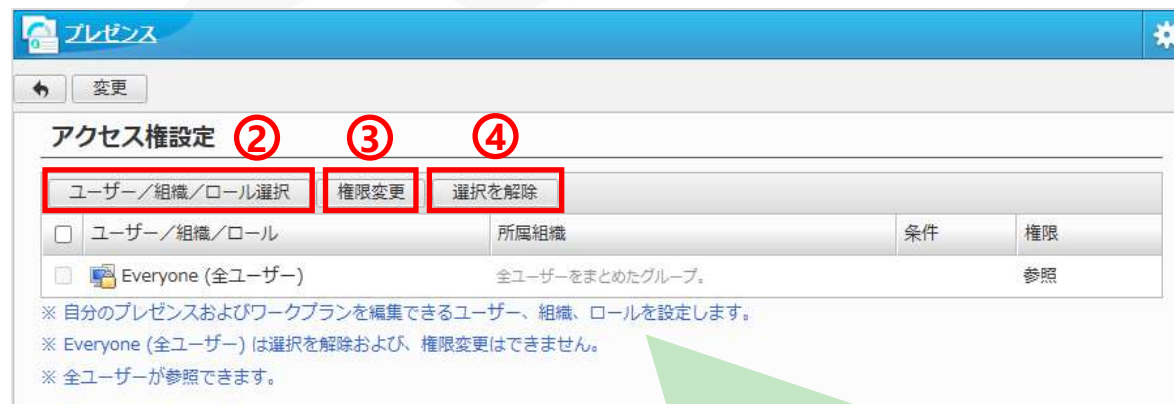 プレゼンス
変更
アクセス権設定 ② ③ ④
ユーザー／組織／ロール選択 権限変更 選択を解除
ユーザー／組織／ロール 所属組織 条件 権限
Everyone (全ユーザー) 全ユーザーをまとめたグループ。 参照
※ 自分のプレゼンスおよびワークプランを編集できるユーザー、組織、ロールを設定します。
※ Everyone (全ユーザー) は選択を解除および、権限変更はできません。
※ 全ユーザーが参照できます。